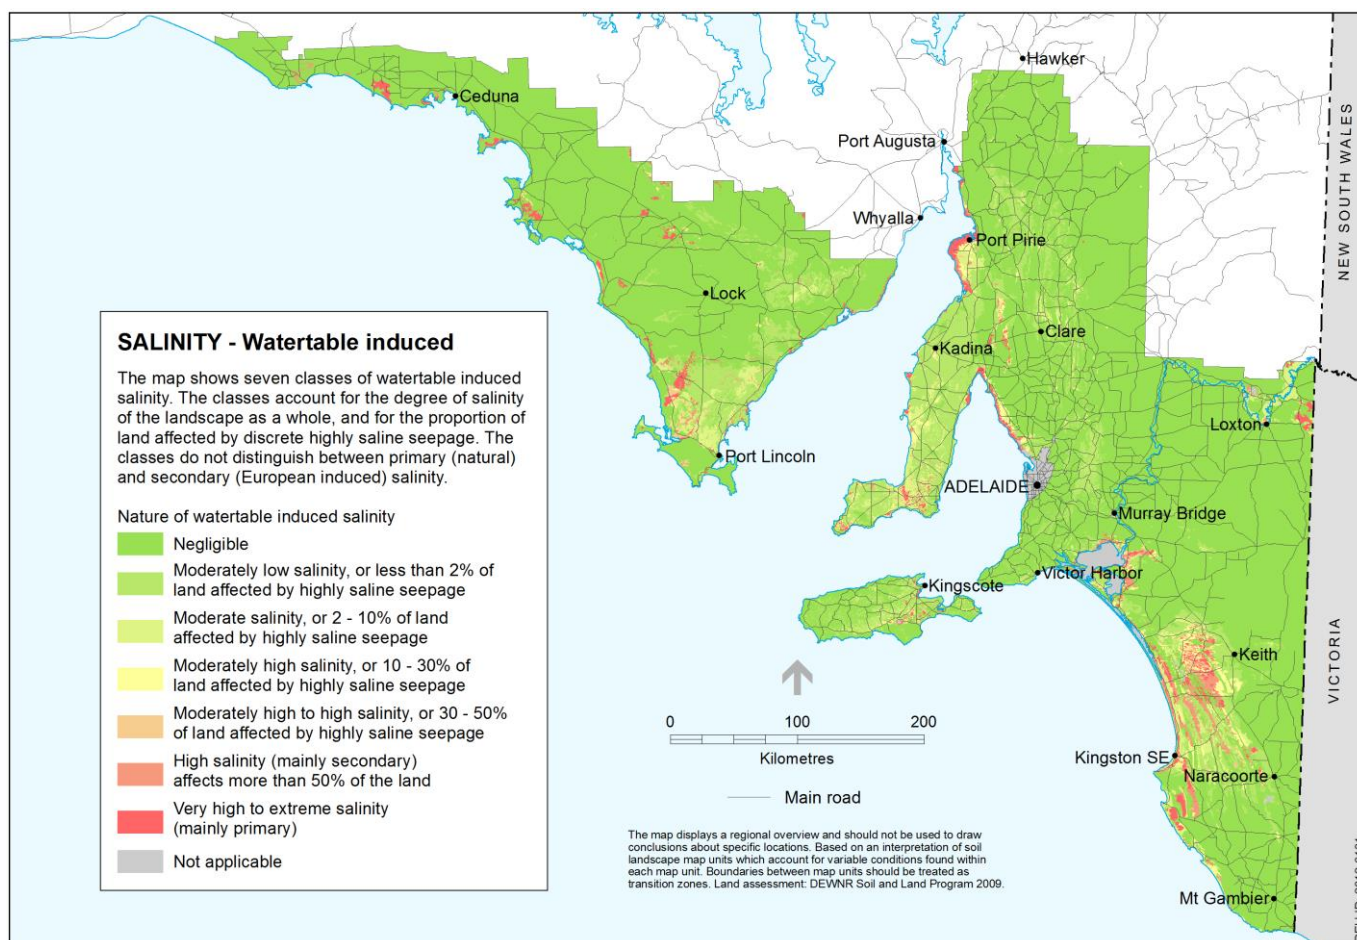 Hawker
Ceduna
Port Augusta
Whyalla
Port Pirie
NEW SOUTH WALES
Lock
Clare
Kadina
SALINITY - Watertable induced
The map shows seven classes of watertable induced
salinity. The classes account for the degree of salinity
of the landscape as a whole, and for the proportion of
land affected by discrete highly saline seepage. The
classes do not distinguish between primary (natural)
and secondary (European induced) salinity.
Nature of watertable induced salinity
Negligible
Moderately low salinity, or less than 2% of
land affected by highly saline seepage
Moderate salinity, or 2 - 10% of land
affected by highly saline seepage
Moderately high salinity, or 10 - 30% of
land affected by highly saline seepage
Moderately high to high salinity, or 30 - 50%
of land affected by highly saline seepage
High salinity (mainly secondary)
affects more than 50% of the land
Very high to extreme salinity
(mainly primary)
Not applicable
Loxton
Port Lincoln
ADELAIDE
Murray Bridge
Victor Harbor
Kingscote
VICTORIA
Keith
0 100 200
Kilometres
Kingston SE
Naracoorte
Main road
The map displays a regional overview and should not be used to draw
conclusions about specific locations. Based on an interpretation of soil
landscape map units which account for variable conditions found within
each map unit. Boundaries between map units should be treated as
transition zones. Land assessment: DEWNR Soil and Land Program 2009.
Mt Gambier